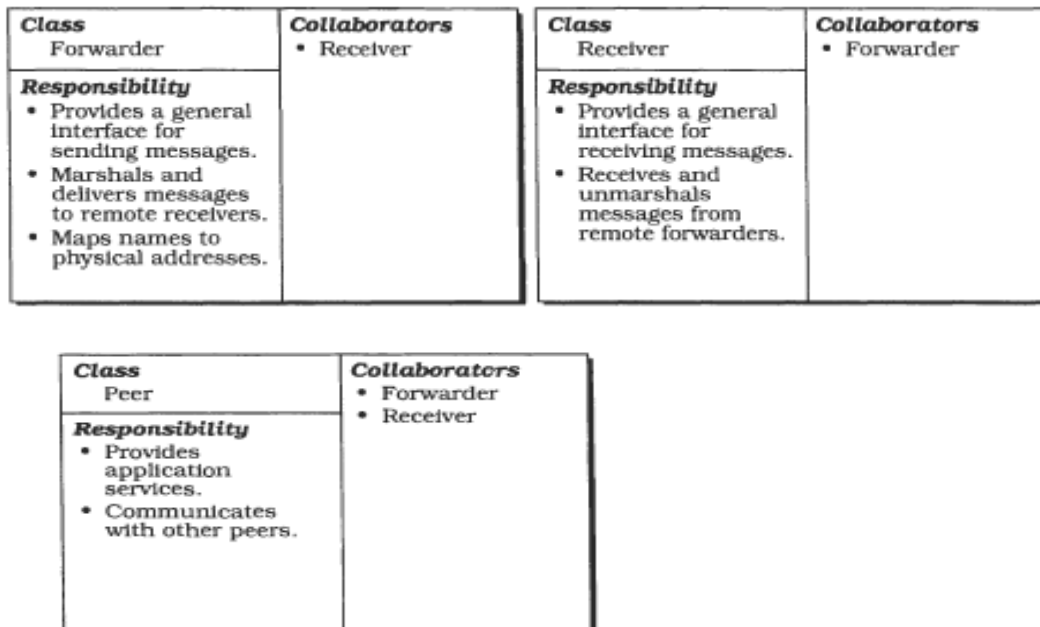 Class
Forwarder
Collaborators
• Receiver
Responsibility
• Provides a general
interface for
sending messages.
• Marshals and
delivers messages
to remote receivers.
• Maps names to
physical addresses.
Class
Receiver
Collaborators
• Forwarder
Responsibility
• Provides a general
interface for
receiving messages.
• Receives and
unmarshals
messages from
remote forwarders.
Class
Peer
Collaborators
• Forwarder
• Receiver
Responsibility
• Provides
application
services.
• Communicates
with other peers.